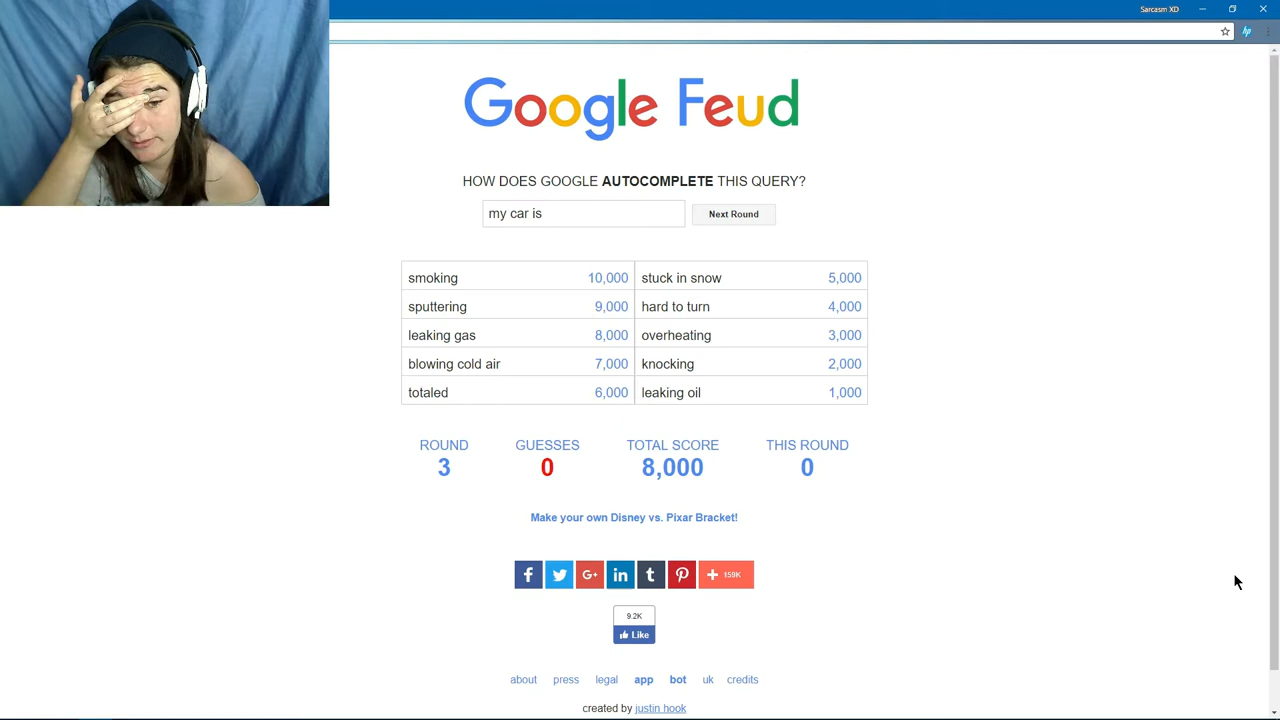 Sarcasm XD
Google Feud
HOW DOES GOOGLE AUTOCOMPLETE THIS QUERY?
my car is
Next Round
smoking 10,000 stuck in snow 5,000
sputtering 9,000 hard to turn 4,000
leaking gas 8,000 overheating 3,000
blowing cold air 7,000 knocking 2,000
totaled 6,000 leaking oil 1,000
ROUND GUESSES TOTAL SCORE THIS ROUND
3 0 8,000 0
Make your own Disney vs. Pixar Bracket!
f G+ in t + 159K
9.2K
Like
about press legal app bot uk credits
created by justin hook